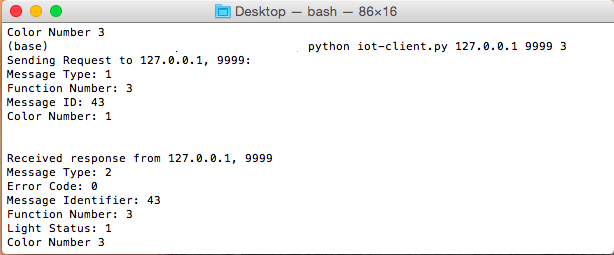 Desktop — bash — 86×16
Color Number 3
(base) python iot-client.py 127.0.0.1 9999 3
Sending Request to 127.0.0.1, 9999:
Message Type: 1
Function Number: 3
Message ID: 43
Color Number: 1
Received response from 127.0.0.1, 9999
Message Type: 2
Error Code: 0
Message Identifier: 43
Function Number: 3
Light Status: 1
Color Number 3